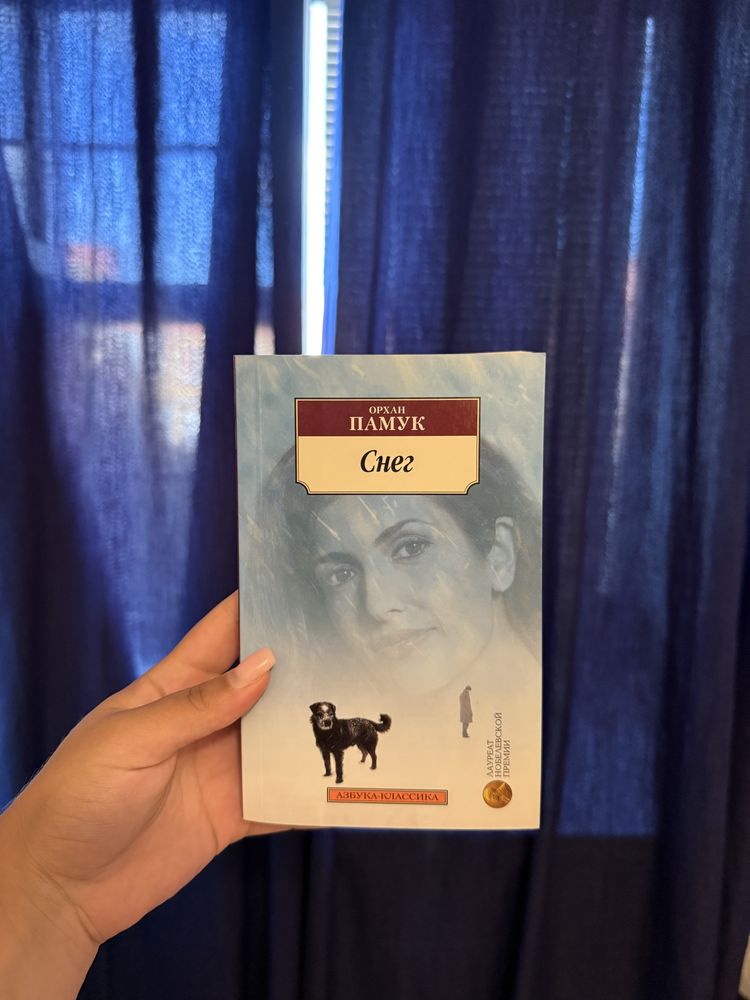 ОРХАН
ПАМУК
Снег
ЛАУРЕАТ
НОБЕЛЕВСКОЙ
ПРЕМИИ
АЗБУКА-КЛАССИКА